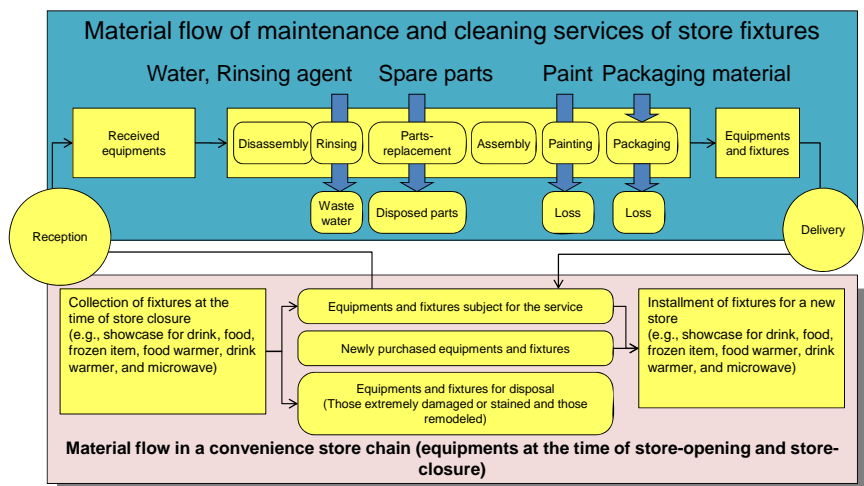 Material flow of maintenance and cleaning services of store fixtures
Water, Rinsing agent
Spare parts
Paint
Packaging material
Received
equipments
Disassembly
Rinsing
Parts-
replacement
Assembly
Painting
Packaging
Equipments
and fixtures
Waste
water
Disposed parts
Loss
Loss
Reception
Delivery
Collection of fixtures at the
time of store closure
(e.g., showcase for drink, food,
frozen item, food warmer, drink
warmer, and microwave)
Equipments and fixtures subject for the service
Newly purchased equipments and fixtures
Equipments and fixtures for disposal
(Those extremely damaged or stained and those
remodeled)
Installment of fixtures for a new
store
(e.g., showcase for drink, food,
frozen item, food warmer, drink
warmer, and microwave)
Material flow in a convenience store chain (equipments at the time of store-opening and store-
closure)